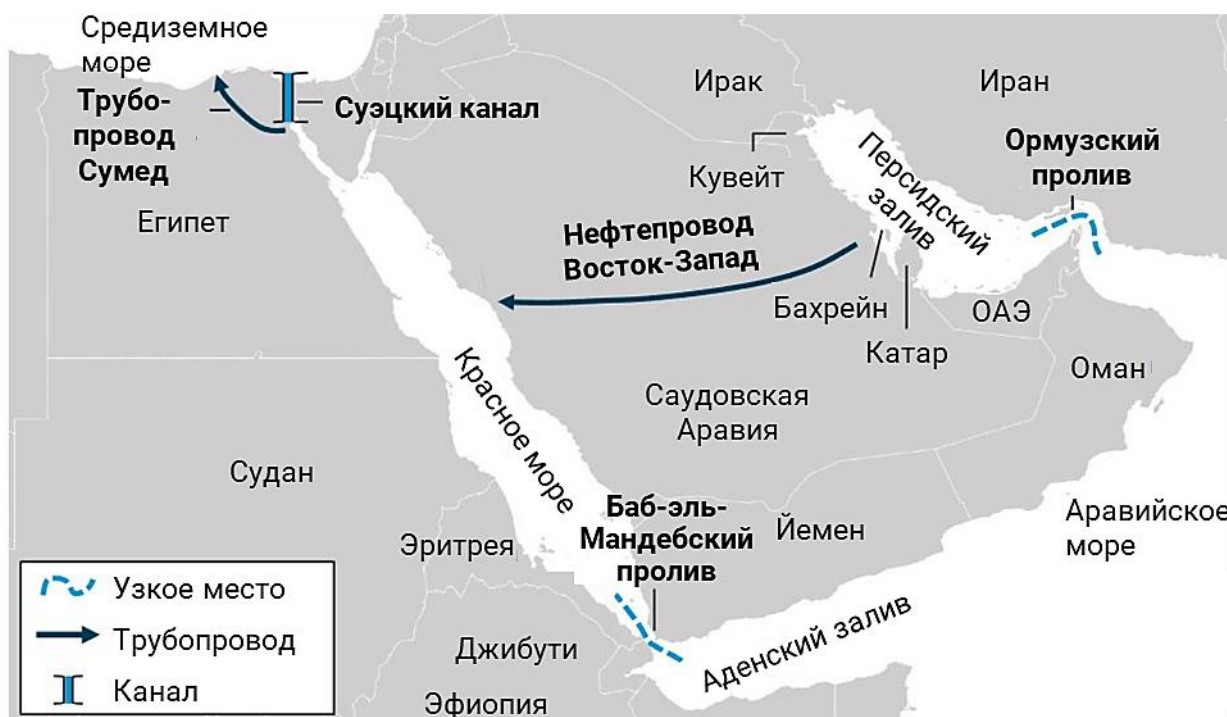 Средиземное
море
Трубо-
провод
Сумед
Суэцкий канал
Египет
Ирак
Иран
Кувейт
Персидский
залив
Ормузский
пролив
Нефтепровод
Восток-Запад
Бахрейн
Катар
ОАЭ
Оман
Саудовская
Аравия
Красное море
Судан
Эритрея
Баб-эль-
Мандебский
пролив
Йемен
Аравийское
море
Джибути
Эфиопия
Аденский залив
Узкое место
Трубопровод
Канал